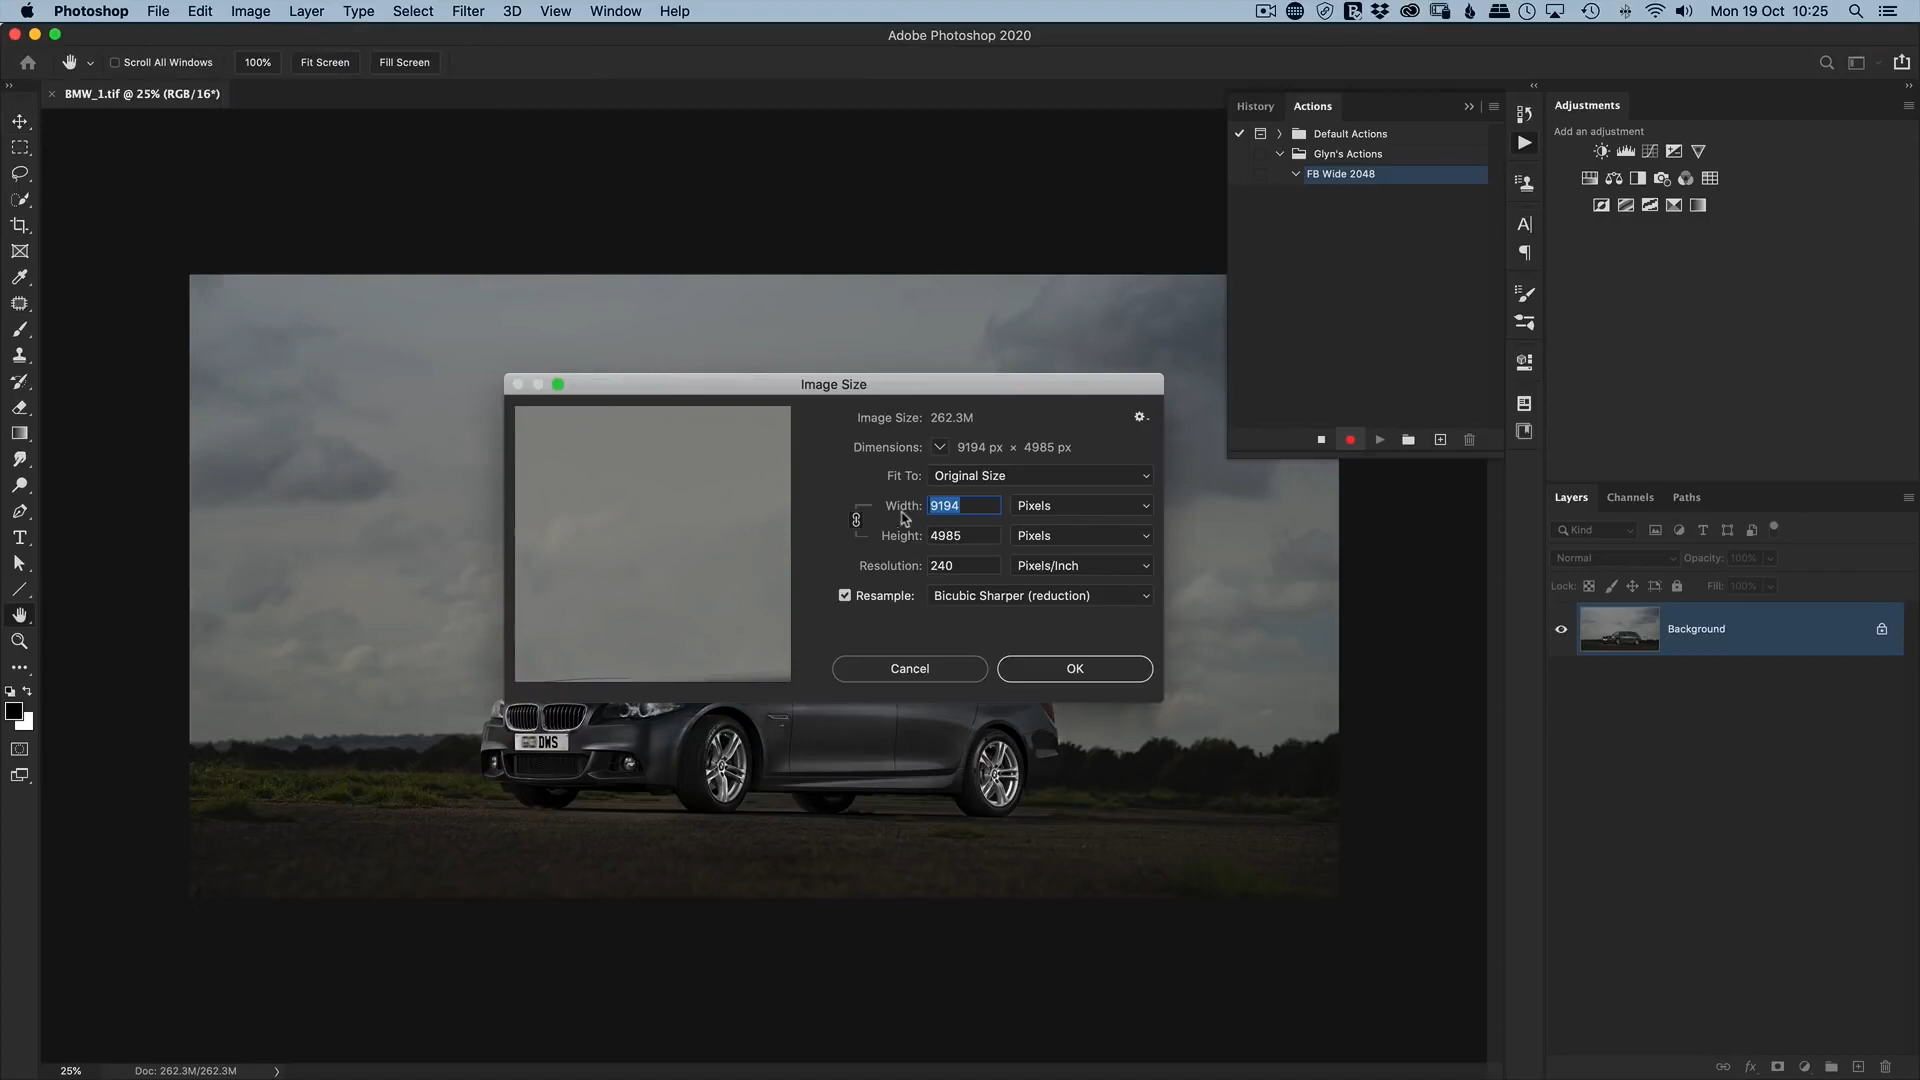 Photoshop File Edit Image Layer Type Select Filter 3D View Window Help Mon 19 Oct 10:25
Adobe Photoshop 2020
Scroll All Windows 100% Fit Screen Fill Screen
BMW_1.tif @ 25% (RGB/16*)
History Actions
Default Actions
Glyn's Actions
FB Wide 2048
Adjustments
Add an adjustment
Image Size
Image Size: 262.3M
Dimensions: 9194 px × 4985 px
Fit To: Original Size
Width: 9194 Pixels
Height: 4985 Pixels
Resolution: 240 Pixels/Inch
Resample: Bicubic Sharper (reduction)
Cancel OK
Layers Channels Paths
Kind
Normal Opacity: 100%
Lock: Fill: 100%
Background
DWS
25% Doc: 262.3M/262.3M